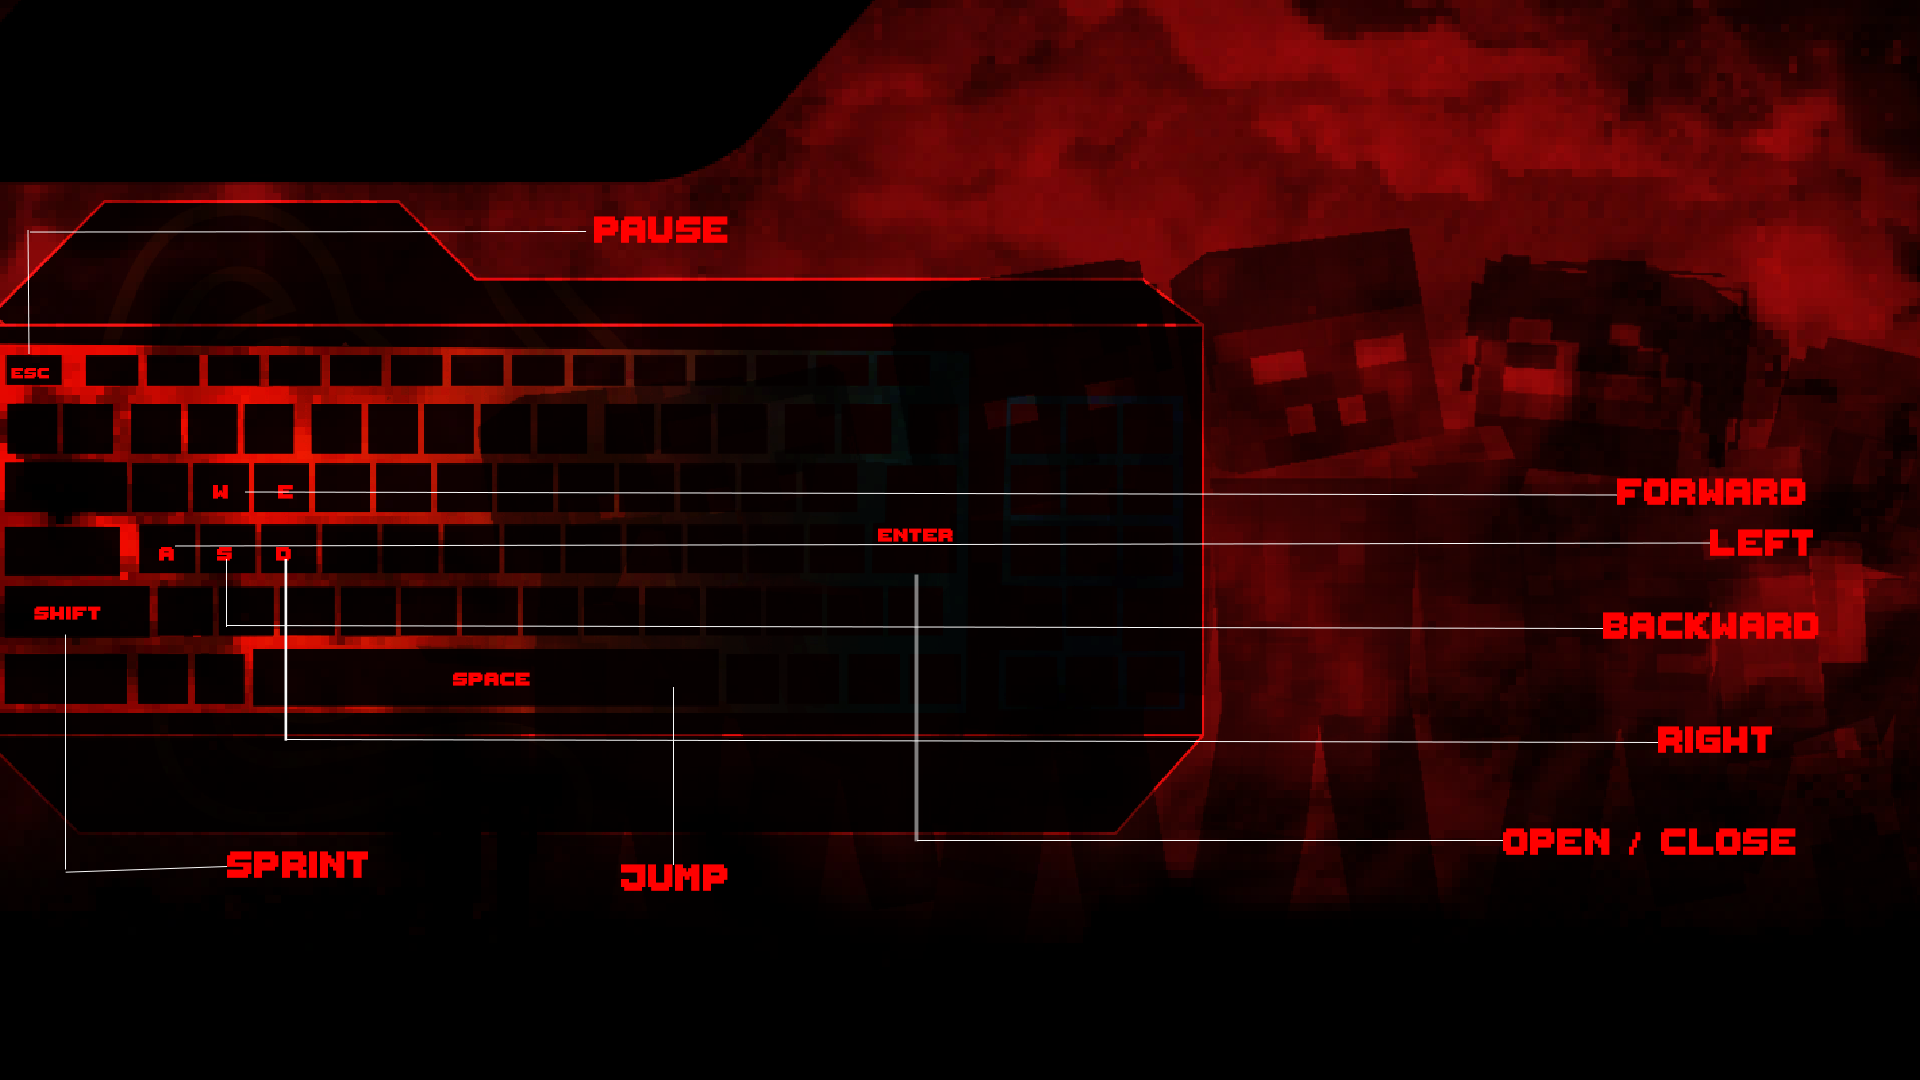 PAUSE
ESC
W E
FORWARD
ENTER
A S D
LEFT
SHIFT
BACKWARD
SPACE
RIGHT
OPEN / CLOSE
SPRINT
JUMP